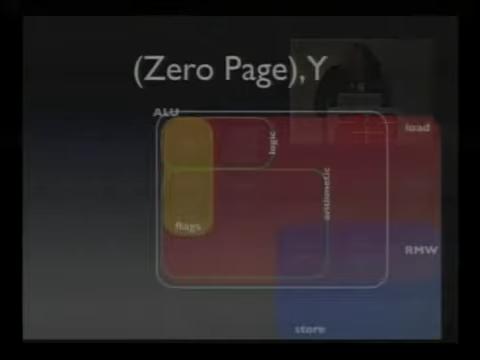 (Zero Page),Y
ALU
load
logic
arithmetic
flags
RMW
store